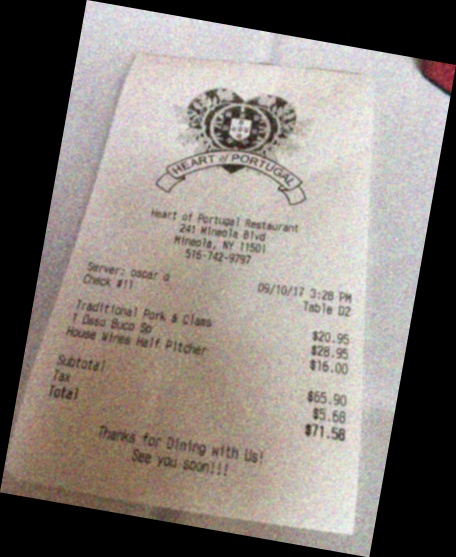 HEART of PORTUGAL
Heart of Portugal Restaurant
241 Mineola Blvd
Mineola, NY 11501
516-742-9797
Server: oscar o
09/10/17 3:28 PM
Check #11
Table D2
Traditional Pork & Clams $20.95
1 Osso Buco Sp $28.95
House Wines Half Pitcher $16.00
Subtotal $65.90
Tax $5.68
Total $71.58
Thanks for Dining with Us!
See you soon!!!